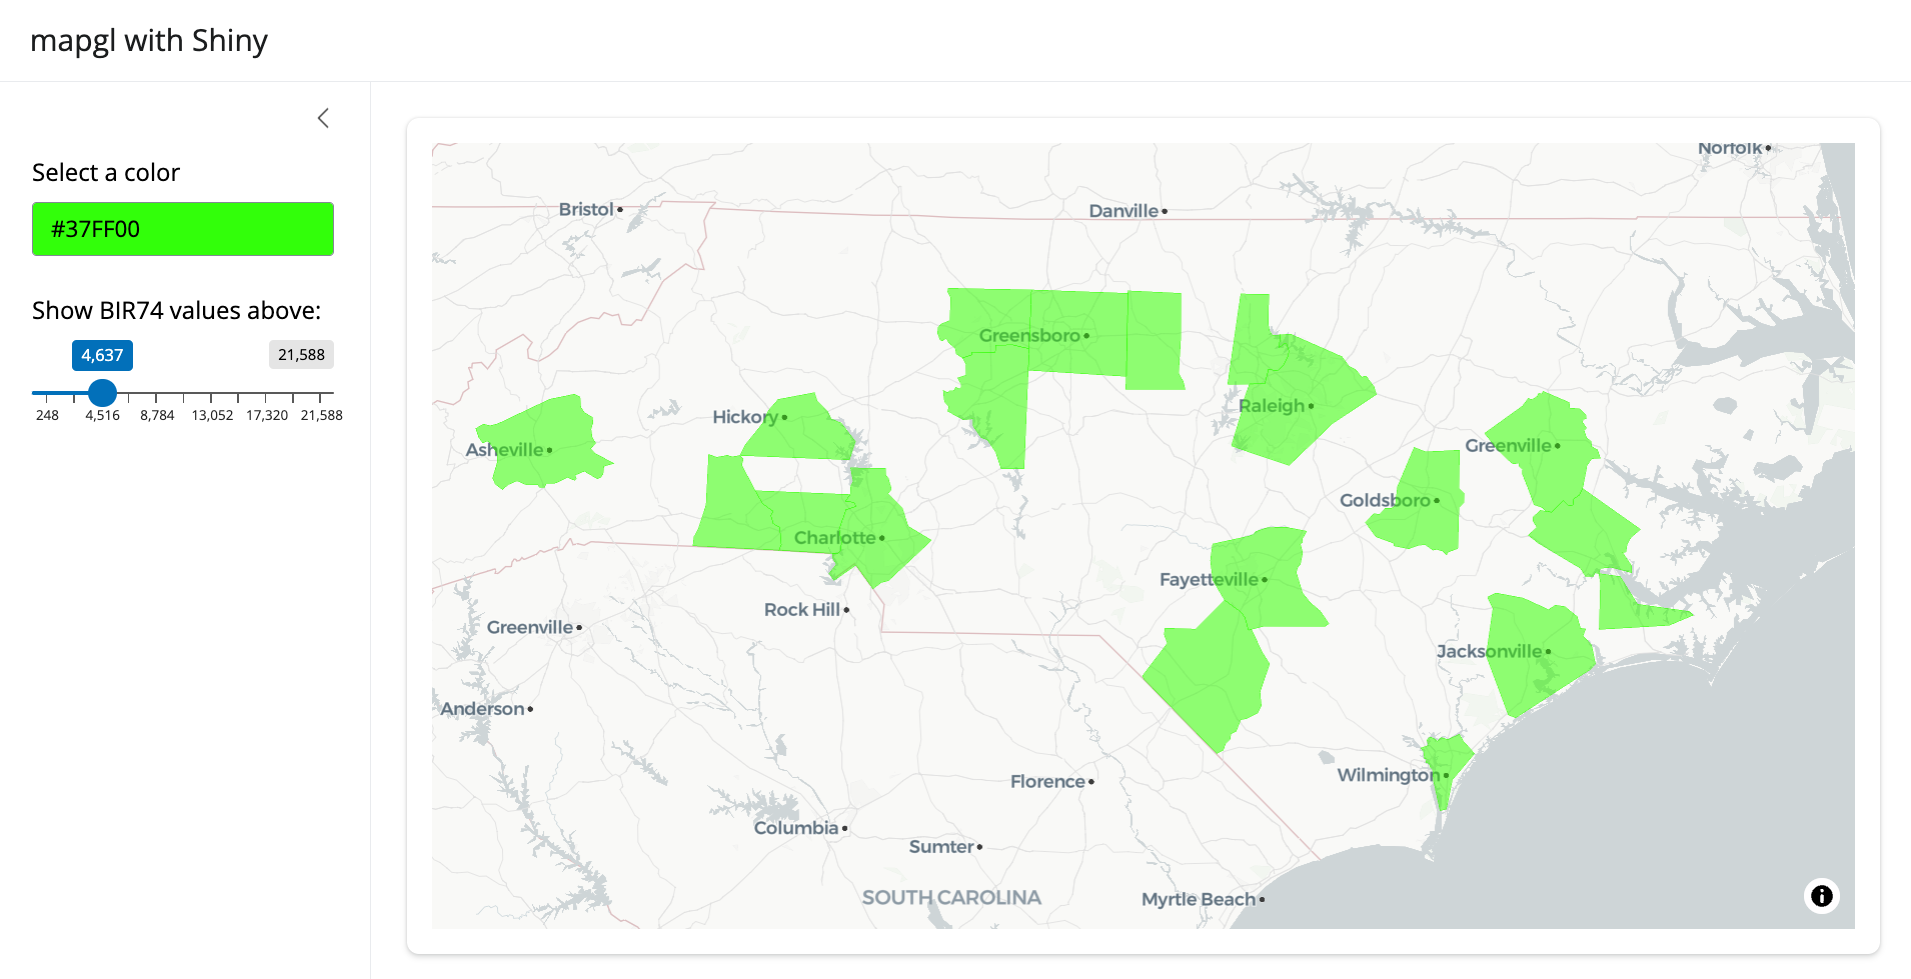 mapgl with Shiny
Select a color
#37FF00
Show BIR74 values above:
4,637 21,588
248 4,516 8,784 13,052 17,320 21,588
Norfolk
Bristol
Danville
Greensboro
Hickory
Raleigh
Asheville
Greenville
Goldsboro
Charlotte
Fayetteville
Rock Hill
Greenville
Jacksonville
Anderson
Wilmington
Florence
Columbia
Sumter
SOUTH CAROLINA
Myrtle Beach